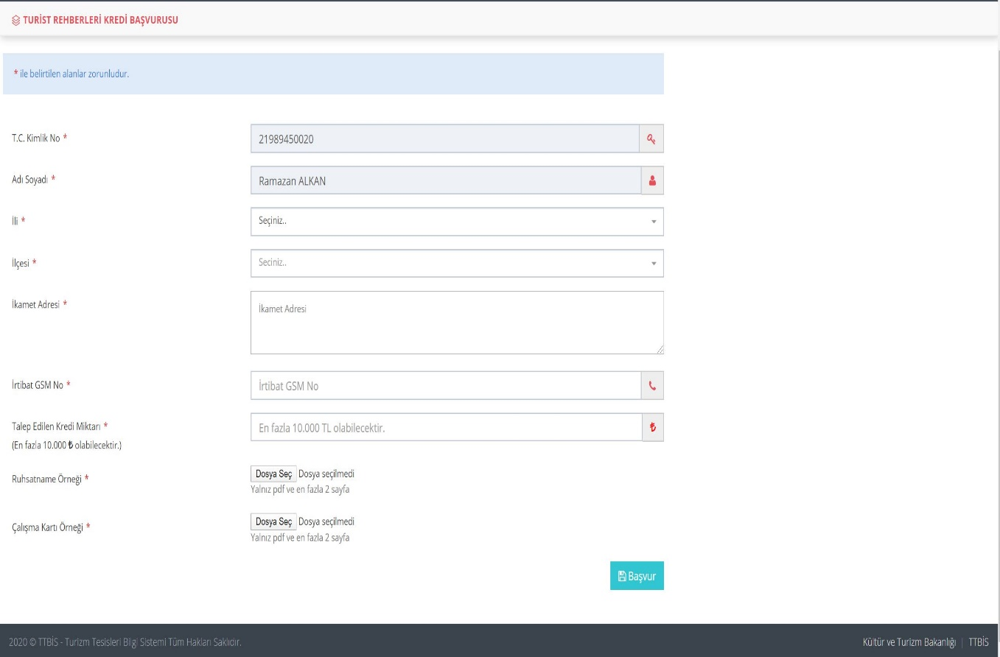 TURİST REHBERLERİ KREDİ BAŞVURUSU
* ile belirtilen alanlar zorunludur.
T.C. Kimlik No *
21989450020
Adı Soyadı *
Ramazan ALKAN
İli *
Seçiniz..
İlçesi *
Seciniz..
İkamet Adresi *
İkamet Adresi
İrtibat GSM No *
İrtibat GSM No
Talep Edilen Kredi Miktarı *
(En fazla 10.000 ₺ olabilecektir.)
En fazla 10.000 TL olabilecektir.
₺
Ruhsatname Örneği *
Dosya Seç Dosya seçilmedi
Yalnız pdf ve en fazla 2 sayfa
Çalışma Kartı Örneği *
Dosya Seç Dosya seçilmedi
Yalnız pdf ve en fazla 2 sayfa
Başvur
2020 © TTBİS - Turizm Tesisleri Bilgi Sistemi Tüm Hakları Saklıdır.
Kültür ve Turizm Bakanlığı | TTBİS